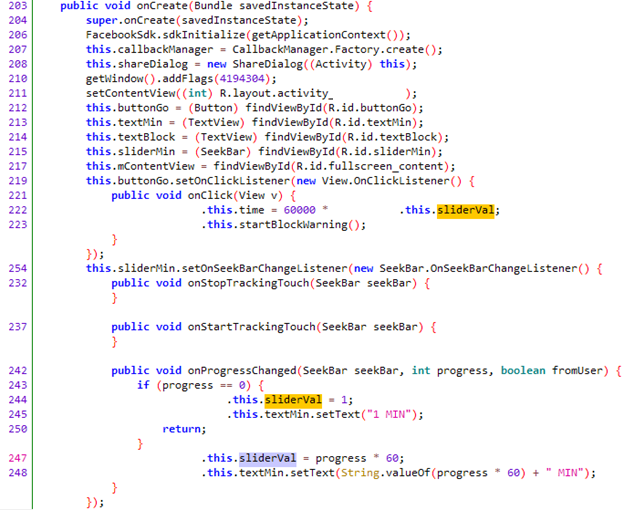 203 public void onCreate(Bundle savedInstanceState) {
204 super.onCreate(savedInstanceState);
206 FacebookSdk.sdkInitialize(getApplicationContext());
207 this.callbackManager = CallbackManager.Factory.create();
208 this.shareDialog = new ShareDialog((Activity) this);
210 getWindow().addFlags(4194304);
211 setContentView((int) R.layout.activity_ );
212 this.buttonGo = (Button) findViewById(R.id.buttonGo);
213 this.textMin = (TextView) findViewById(R.id.textMin);
214 this.textBlock = (TextView) findViewById(R.id.textBlock);
215 this.sliderMin = (SeekBar) findViewById(R.id.sliderMin);
217 this.mContentView = findViewById(R.id.fullscreen_content);
219 this.buttonGo.setOnClickListener(new View.OnClickListener() {
221 public void onClick(View v) {
222 .this.time = 60000 * .this.sliderVal;
223 .this.startBlockWarning();
}
});
254 this.sliderMin.setOnSeekBarChangeListener(new SeekBar.OnSeekBarChangeListener() {
232 public void onStopTrackingTouch(SeekBar seekBar) {
}
237 public void onStartTrackingTouch(SeekBar seekBar) {
}
242 public void onProgressChanged(SeekBar seekBar, int progress, boolean fromUser) {
243 if (progress == 0) {
244 .this.sliderVal = 1;
245 .this.textMin.setText("1 MIN");
250 return;
}
247 .this.sliderVal = progress * 60;
248 .this.textMin.setText(String.valueOf(progress * 60) + " MIN");
}
});